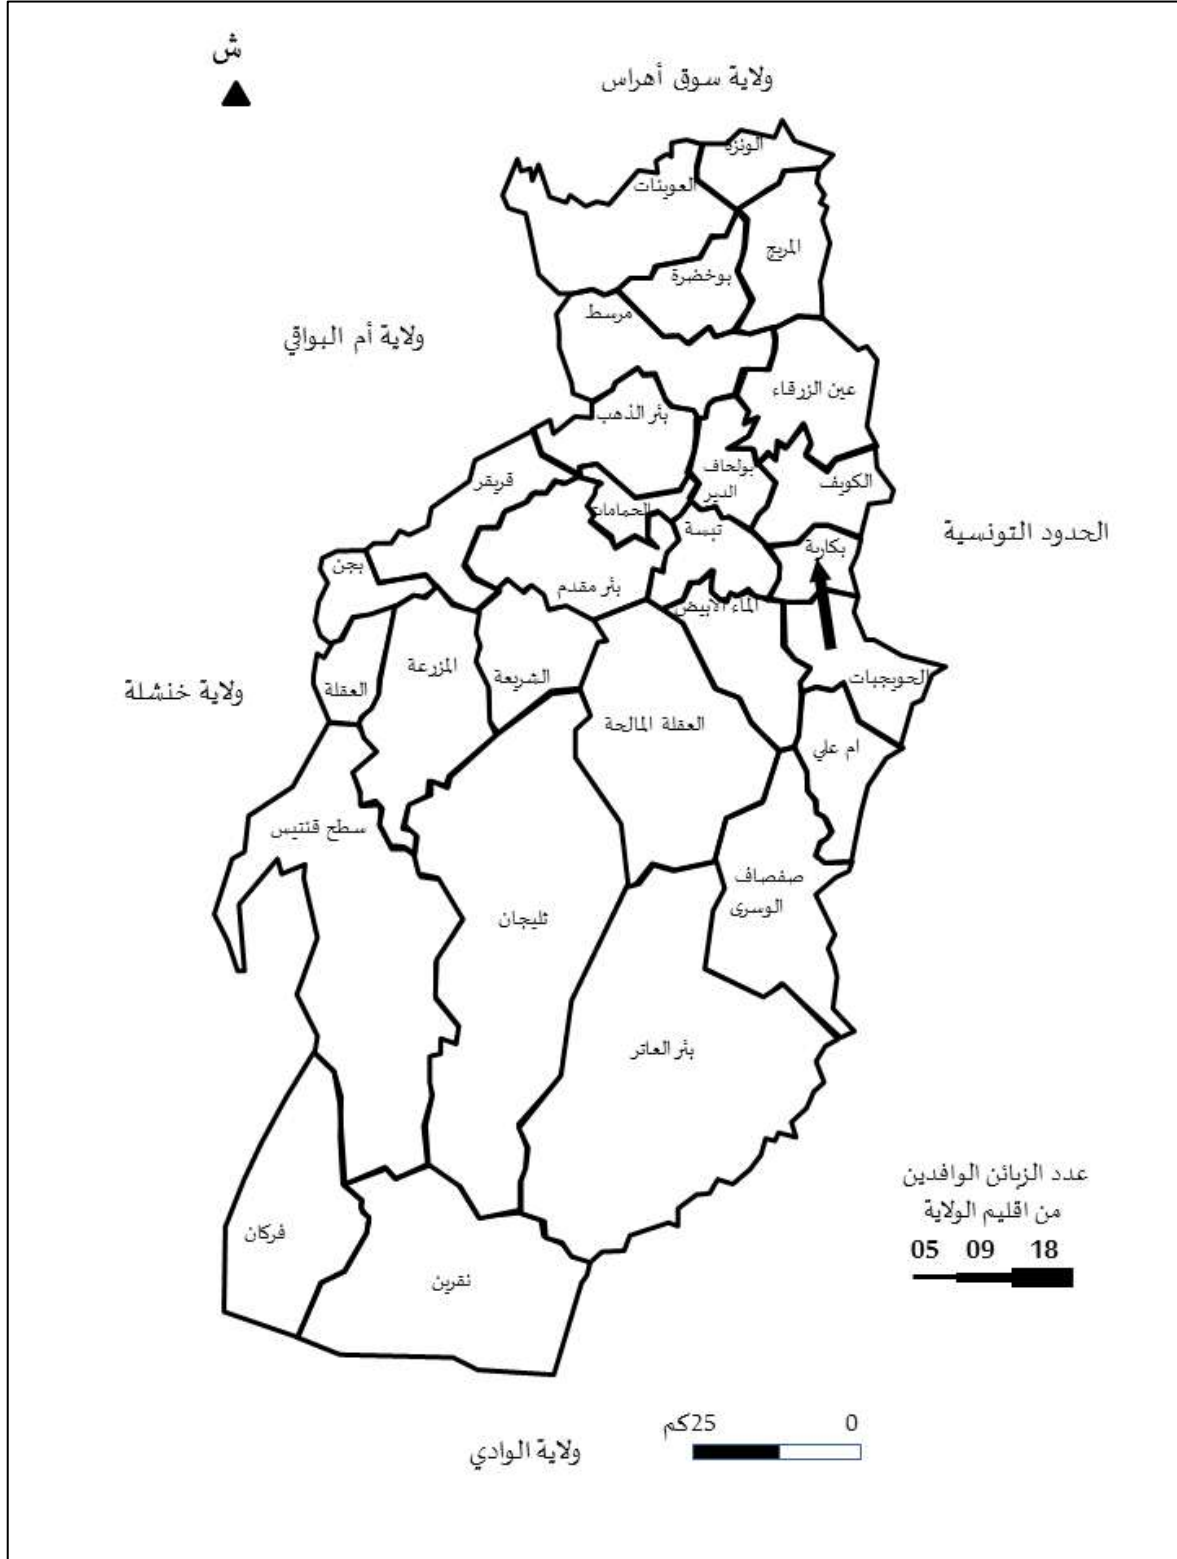 ش
ولاية سوق أهراس
الونزة
العوينات
المريج
بوخضرة
مرسط
ولاية أم البواقي
عين الزرقاء
بئر الذهب
بولحاف
الدير
الكويف
قريقر
الحمامات
تبسة
الحدود التونسية
بكارية
بجن
بئر مقدم
الماء الابيض
المزرعة
الشريعة
الحويجبات
العقلة
ولاية خنشلة
العقلة المالحة
ام علي
سطح قنتيس
صفصاف
الوسرى
ثليجان
بئر العاتر
عدد الزبائن الوافدين
من اقليم الولاية
05 09 18
فركان
نقرين
25كم 0
ولاية الوادي